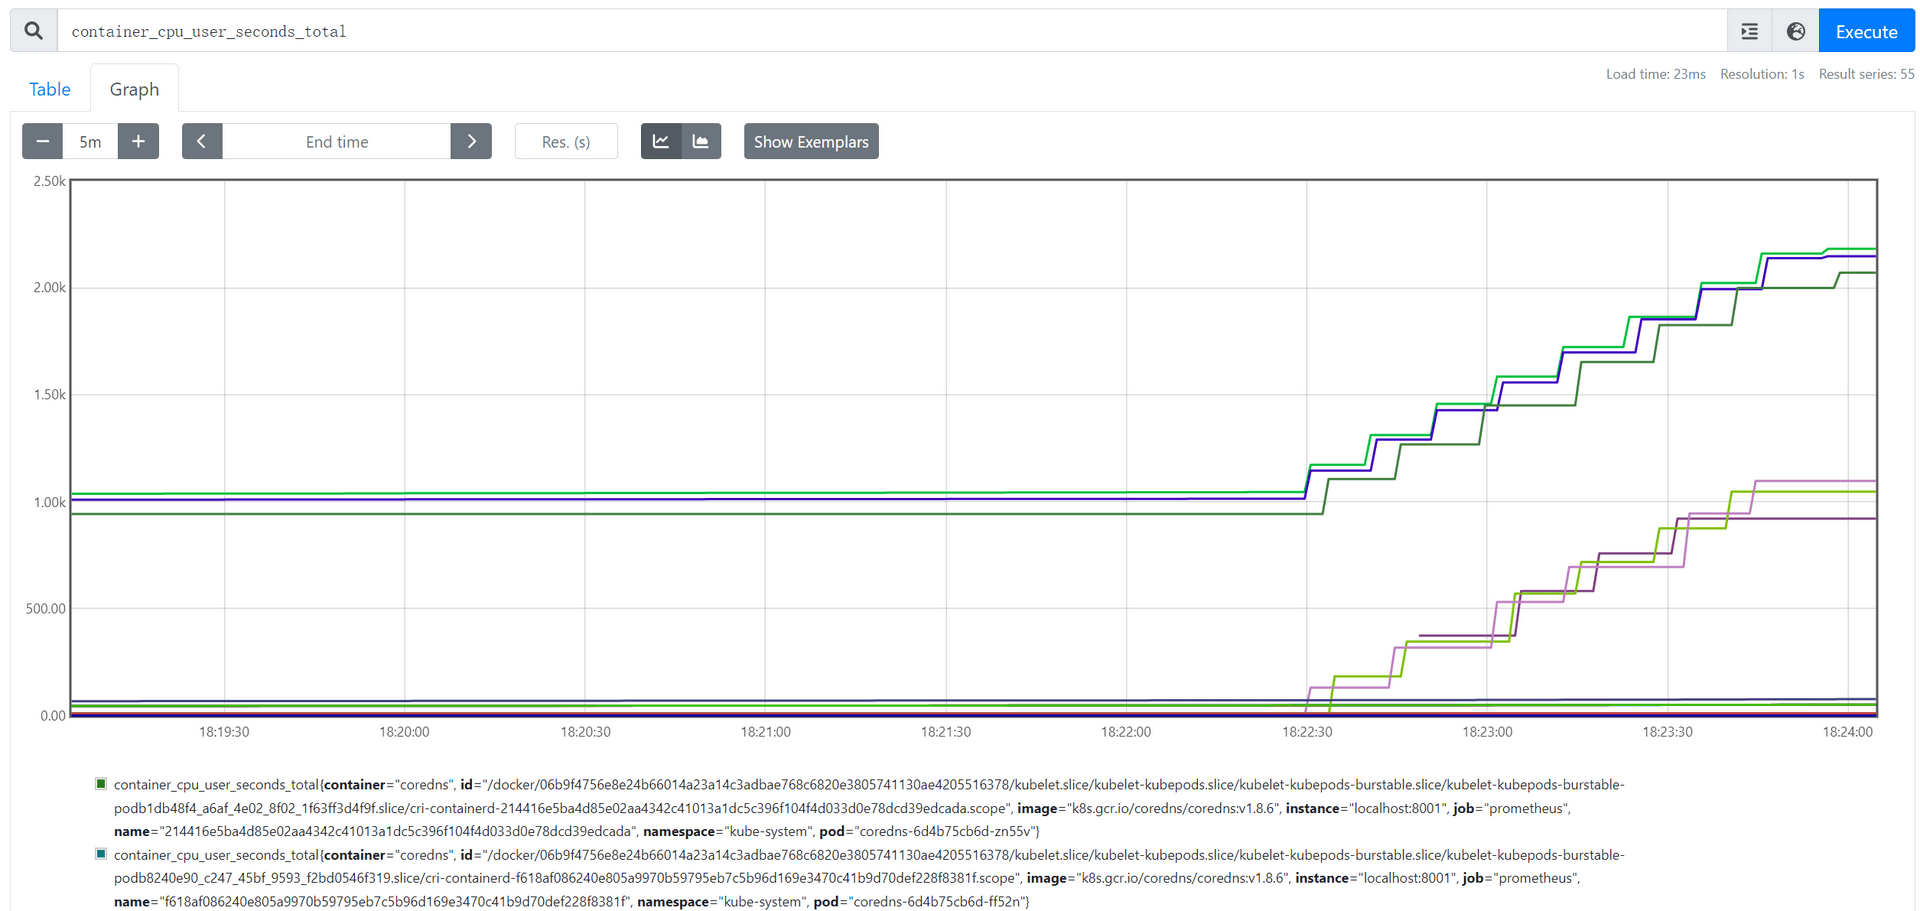 container_cpu_user_seconds_total
Execute
Load time: 23ms Resolution: 1s Result series: 55
Table
Graph
5m
End time
Res. (s)
Show Exemplars
2.50k
2.00k
1.50k
1.00k
500.00
0.00
18:19:30
18:20:00
18:20:30
18:21:00
18:21:30
18:22:00
18:22:30
18:23:00
18:23:30
18:24:00
container_cpu_user_seconds_total{container="coredns", id="/docker/06b9f4756e8e24b66014a23a14c3adbae768c6820e3805741130ae4205516378/kubelet.slice/kubelet-kubepods.slice/kubelet-kubepods-burstable.slice/kubelet-kubepods-burstable-
podb1db48f4_a6af_4e02_8f02_1f63ff3d4f9f.slice/cri-containerd-214416e5ba4d85e02aa4342c41013a1dc5c396f104f4d033d0e78dcd39edcada.scope", image="k8s.gcr.io/coredns/coredns:v1.8.6", instance="localhost:8001", job="prometheus",
name="214416e5ba4d85e02aa4342c41013a1dc5c396f104f4d033d0e78dcd39edcada", namespace="kube-system", pod="coredns-6d4b75cb6d-zn55v"}
container_cpu_user_seconds_total{container="coredns", id="/docker/06b9f4756e8e24b66014a23a14c3adbae768c6820e3805741130ae4205516378/kubelet.slice/kubelet-kubepods.slice/kubelet-kubepods-burstable.slice/kubelet-kubepods-burstable-
podb8240e90_c247_45bf_9593_f2bd0546f319.slice/cri-containerd-f618af086240e805a9970b59795eb7c5b96d169e3470c41b9d70def228f8381f.scope", image="k8s.gcr.io/coredns/coredns:v1.8.6", instance="localhost:8001", job="prometheus",
name="f618af086240e805a9970b59795eb7c5b96d169e3470c41b9d70def228f8381f", namespace="kube-system", pod="coredns-6d4b75cb6d-ff52n"}